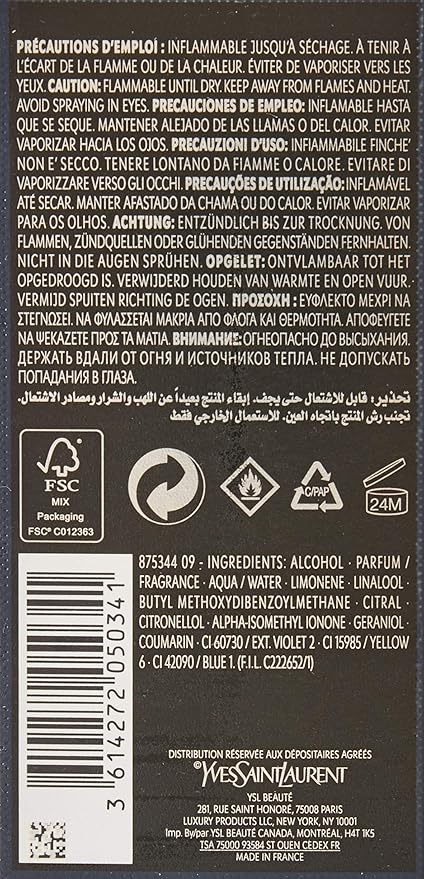 PRÉCAUTIONS D'EMPLOI : INFLAMMABLE JUSQU'À SÉCHAGE. À TENIR À
L'ÉCART DE LA FLAMME OU DE LA CHALEUR. ÉVITER DE VAPORISER VERS LES
YEUX. CAUTION: FLAMMABLE UNTIL DRY. KEEP AWAY FROM FLAMES AND HEAT.
AVOID SPRAYING IN EYES. PRECAUCIONES DE EMPLEO: INFLAMABLE HASTA
QUE SE SEQUE. MANTENER ALEJADO DE LAS LLAMAS O DEL CALOR. EVITAR
VAPORIZAR HACIA LOS OJOS. PRECAUZIONI D'USO: INFIAMMABILE FINCHE'
NON E' SECCO. TENERE LONTANO DA FIAMME O CALORE. EVITARE DI
VAPORIZZARE VERSO GLI OCCHI. PRECAUÇÕES DE UTILIZAÇÃO: INFLAMÁVEL
ATÉ SECAR. MANTER AFASTADO DA CHAMA OU DO CALOR. EVITAR VAPORIZAR
PARA OS OLHOS. ACHTUNG: ENTZÜNDLICH BIS ZUR TROCKNUNG. VON
FLAMMEN, ZÜNDQUELLEN ODER GLÜHENDEN GEGENSTÄNDEN FERNHALTEN.
NICHT IN DIE AUGEN SPRÜHEN. OPGELET: ONTVLAMBAAR TOT HET
OPGEDROOGD IS. VERWIJDERD HOUDEN VAN WARMTE EN OPEN VUUR.
VERMIJD SPUITEN RICHTING DE OGEN. ΠΡΟΣΟΧΗ : ΕΥΦΛΕΚΤΟ ΜΕΧΡΙ ΝΑ
ΣΤΕΓΝΩΣΕΙ. ΝΑ ΦΥΛΑΣΣΕΤΑΙ ΜΑΚΡΙΑ ΑΠΟ ΦΛΟΓΑ ΚΑΙ ΘΕΡΜΟΤΗΤΑ. ΑΠΟΦΕΥΓΕΤΕ
ΝΑ ΨΕΚΑΖΕΤΕ ΠΡΟΣ ΤΑ ΜΑΤΙΑ. ВНИМАНИЕ: ОГНЕОПАСНО ДО ВЫСЫХАНИЯ.
ДЕРЖАТЬ ВДАЛИ ОТ ОГНЯ И ИСТОЧНИКОВ ТЕПЛА. НЕ ДОПУСКАТЬ
ПОПАДАНИЯ В ГЛАЗА.
تحذير: قابل للاشتعال حتى يجف. إبقاء المنتج بعيداً عن اللهب والشرار ومصادر الاشتعال.
تجنب رش المنتج باتجاه العين. للاستعمال الخارجي فقط
FSC
MIX
Packaging
FSC® C012363
C/PAP
24M
875344 09 - INGREDIENTS: ALCOHOL · PARFUM /
FRAGRANCE · AQUA / WATER · LIMONENE · LINALOOL ·
BUTYL METHOXYDIBENZOYLMETHANE · CITRAL ·
CITRONELLOL · ALPHA-ISOMETHYL IONONE · GERANIOL ·
COUMARIN · CI 60730 / EXT. VIOLET 2 · CI 15985 / YELLOW
6 · CI 42090 / BLUE 1. (F.I.L. C222652/1)
3 614272 050341
DISTRIBUTION RÉSERVÉE AUX DÉPOSITAIRES AGRÉÉS
©YVESSAINTLAURENT
YSL BEAUTÉ
281, RUE SAINT HONORÉ, 75008 PARIS
LUXURY PRODUCTS LLC, NEW YORK, NY 10001
Imp. By/par YSL BEAUTÉ CANADA, MONTRÉAL, H4T 1K5
TSA 75000 93584 ST OUEN CÉDEX FR
MADE IN FRANCE